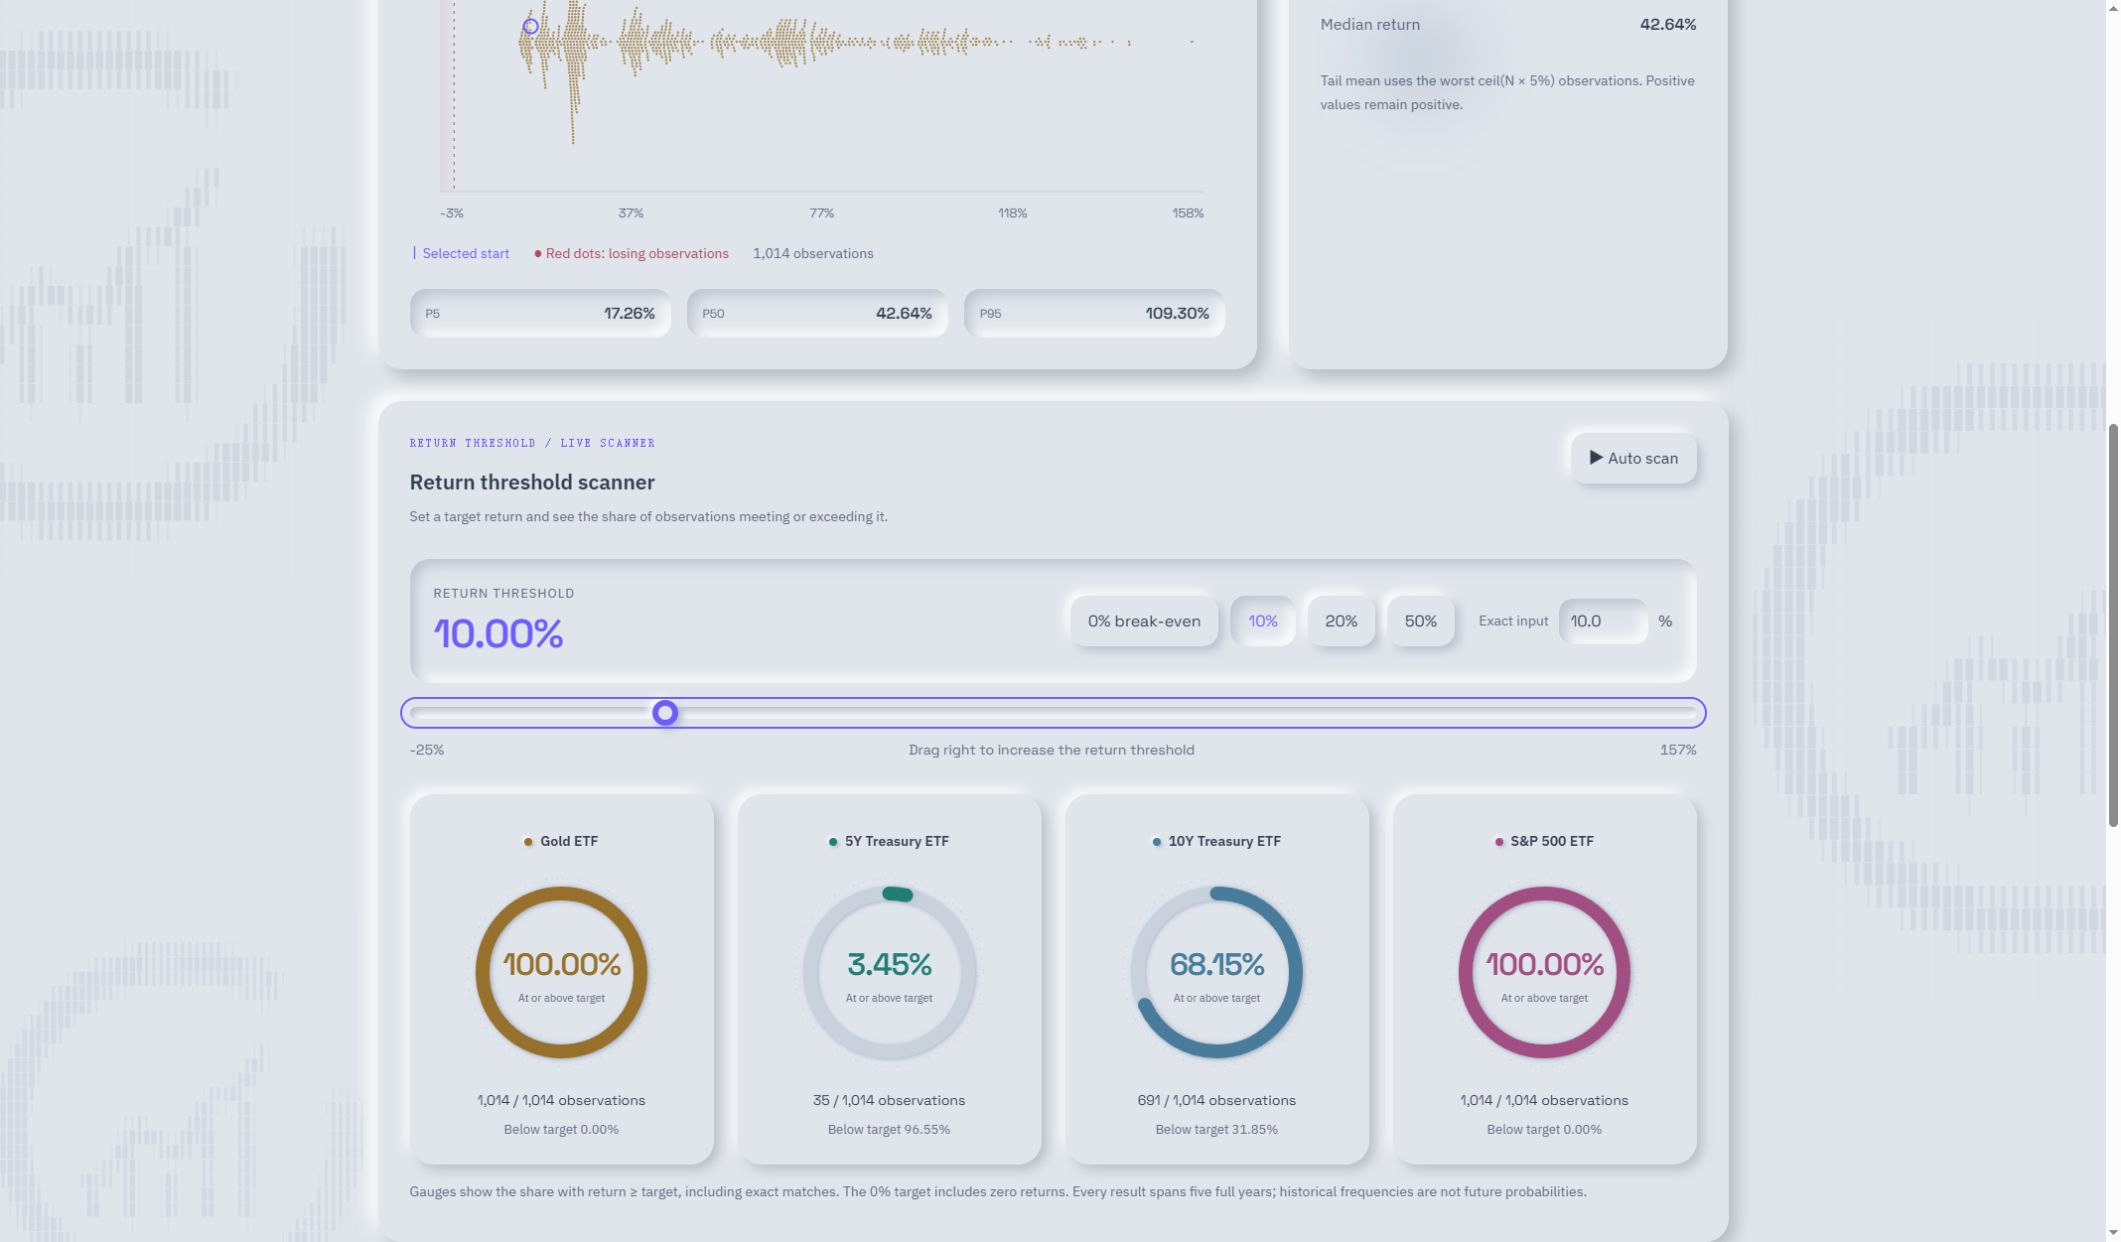 Median return 42.64%
Tail mean uses the worst ceil(N × 5%) observations. Positive
values remain positive.
-3% 37% 77% 118% 158%
| Selected start ● Red dots: losing observations 1,014 observations
P5 17.26% P50 42.64% P95 109.30%
RETURN THRESHOLD / LIVE SCANNER
▶ Auto scan
Return threshold scanner
Set a target return and see the share of observations meeting or exceeding it.
RETURN THRESHOLD
10.00%
0% break-even 10% 20% 50% Exact input 10.0 %
-25% Drag right to increase the return threshold 157%
Gold ETF
100.00%
At or above target
1,014 / 1,014 observations
Below target 0.00%
5Y Treasury ETF
3.45%
At or above target
35 / 1,014 observations
Below target 96.55%
10Y Treasury ETF
68.15%
At or above target
691 / 1,014 observations
Below target 31.85%
S&P 500 ETF
100.00%
At or above target
1,014 / 1,014 observations
Below target 0.00%
Gauges show the share with return ≥ target, including exact matches. The 0% target includes zero returns. Every result spans five full years; historical frequencies are not future probabilities.